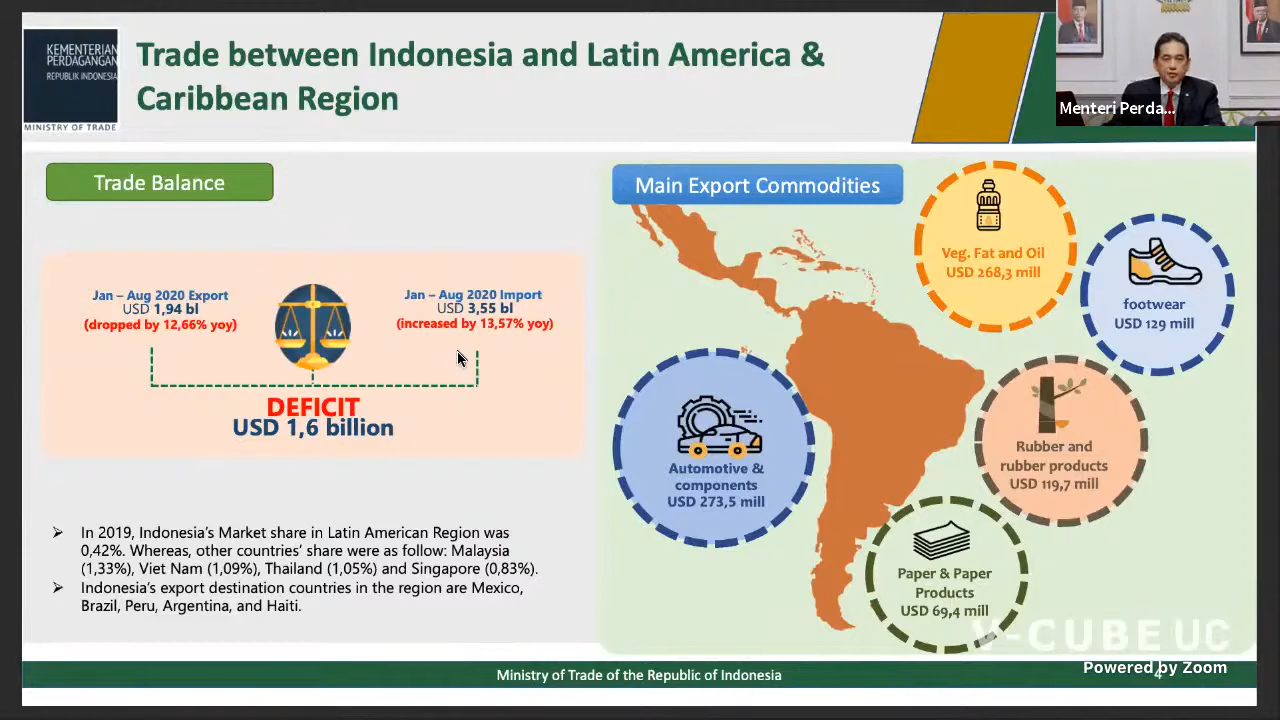 KEMENTERIAN
PERDAGANGAN
REPUBLIK INDONESIA
MINISTRY OF TRADE
Trade between Indonesia and Latin America &
Caribbean Region
Menteri Perda...
Trade Balance
Jan – Aug 2020 Export
USD 1,94 bl
(dropped by 12,66% yoy)
Jan – Aug 2020 Import
USD 3,55 bl
(increased by 13,57% yoy)
DEFICIT
USD 1,6 billion
➢ In 2019, Indonesia's Market share in Latin American Region was
0,42%. Whereas, other countries' share were as follow: Malaysia
(1,33%), Viet Nam (1,09%), Thailand (1,05%) and Singapore (0,83%).
➢ Indonesia's export destination countries in the region are Mexico,
Brazil, Peru, Argentina, and Haiti.
Main Export Commodities
Veg. Fat and Oil
USD 268,3 mill
footwear
USD 129 mill
Automotive &
components
USD 273,5 mill
Rubber and
rubber products
USD 119,7 mill
Paper & Paper
Products
USD 69,4 mill
V-CUBE UC
Powered by Zoom
Ministry of Trade of the Republic of Indonesia
4